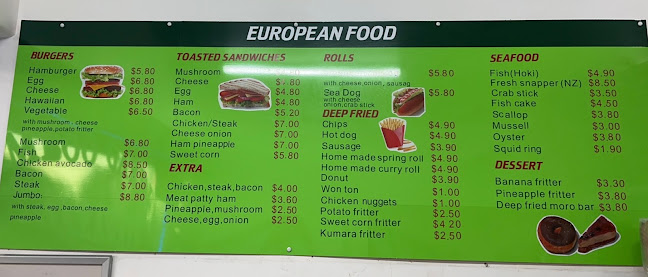 EUROPEAN FOOD
BURGERS
Hamburger $5.80
Egg $6.80
Cheese $6.80
Hawaiian $6.80
Vegetable $6.50
with mushroom, cheese
pineapple,potato fritter
Mushroom $6.80
Fish $7.00
Chicken avocado $8.50
Bacon $7.00
Steak $7.00
Jumbo: $8.80
with steak, egg ,bacon,cheese
pineapple
TOASTED SANDWICHES
Mushroom
Cheese
Egg $4.80
Ham $4.80
Bacon $5.20
Chicken/Steak $7.00
Cheese onion $7.00
Ham pineapple $7.00
Sweet corn $5.80
EXTRA
Chicken,steak,bacon $4.00
Meat patty ham $3.60
Pineapple,mushroom $2.50
Cheese,egg,onion $2.50
ROLLS
$5.80
with cheese onion, sausag
Sea Dog $5.80
with cheese
onion,crab stick
DEEP FRIED
Chips $4.90
Hot dog $4.90
Sausage $3.90
Home made spring roll $4.90
Home made curry roll $4.90
Donut $3.90
Won ton $1.00
Chicken nuggets $1.00
Potato fritter $2.50
Sweet corn fritter $4 20
Kumara fritter $2.50
SEAFOOD
Fish(Hoki) $4.90
Fresh snapper(NZ) $8.50
Crab stick $3.50
Fish cake $4.50
Scallop $3.80
Mussell $3.00
Oyster $3.80
Squid ring $1.90
DESSERT
Banana fritter $3.30
Pineapple fritter $3.80
Deep fried moro bar $3.80